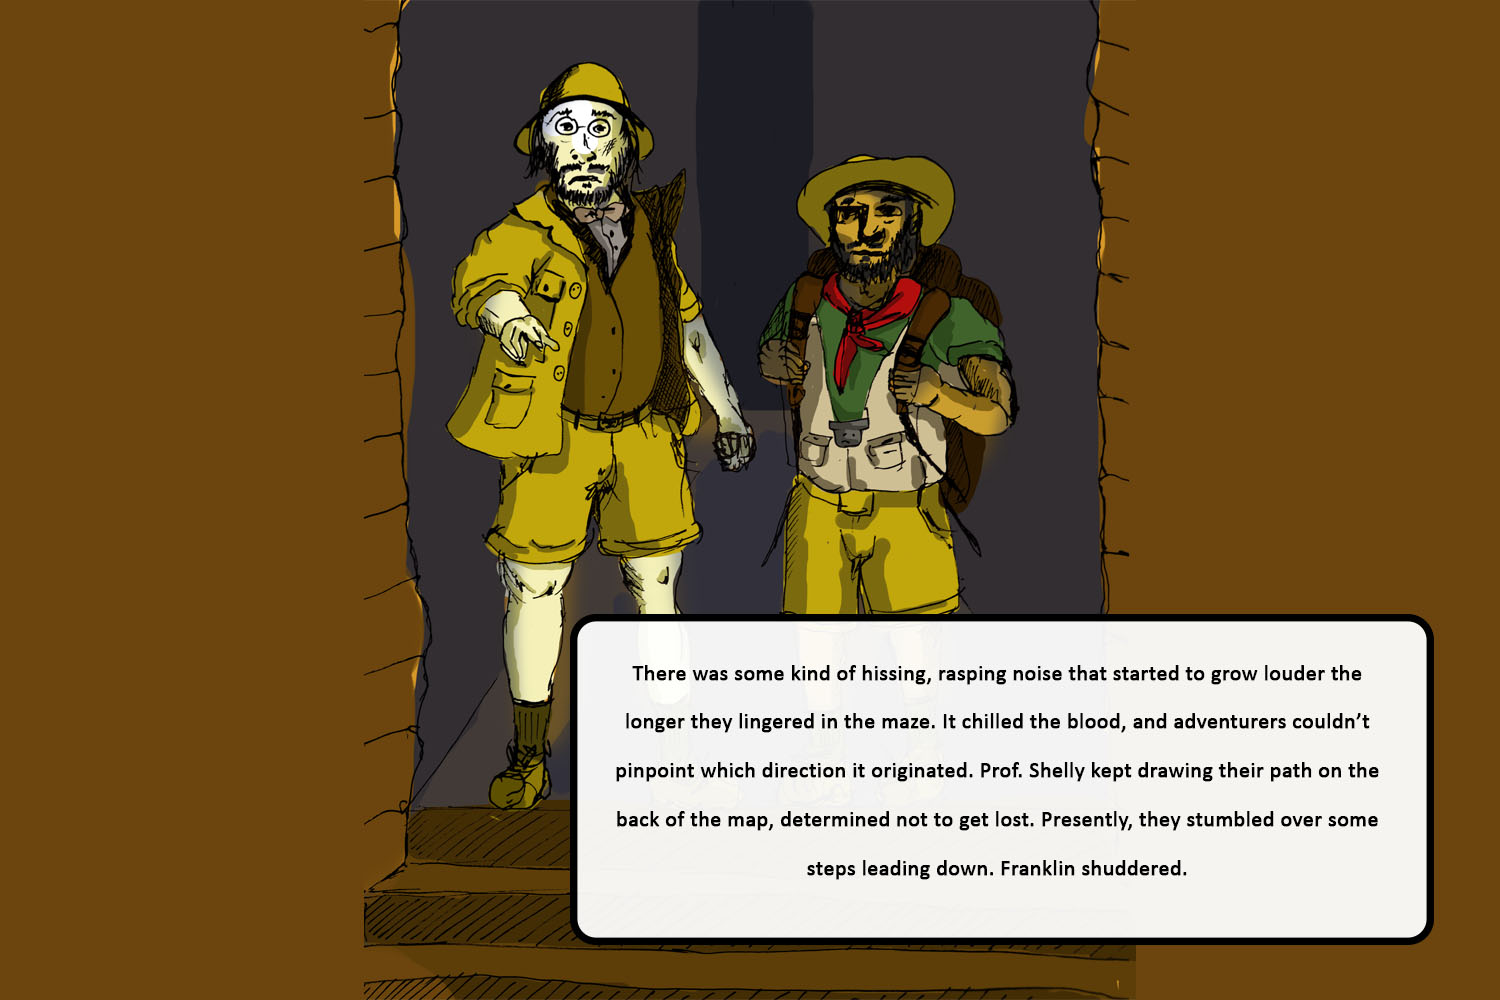 There was some kind of hissing, rasping noise that started to grow louder the
longer they lingered in the maze. It chilled the blood, and adventurers couldn’t
pinpoint which direction it originated. Prof. Shelly kept drawing their path on the
back of the map, determined not to get lost. Presently, they stumbled over some
steps leading down. Franklin shuddered.